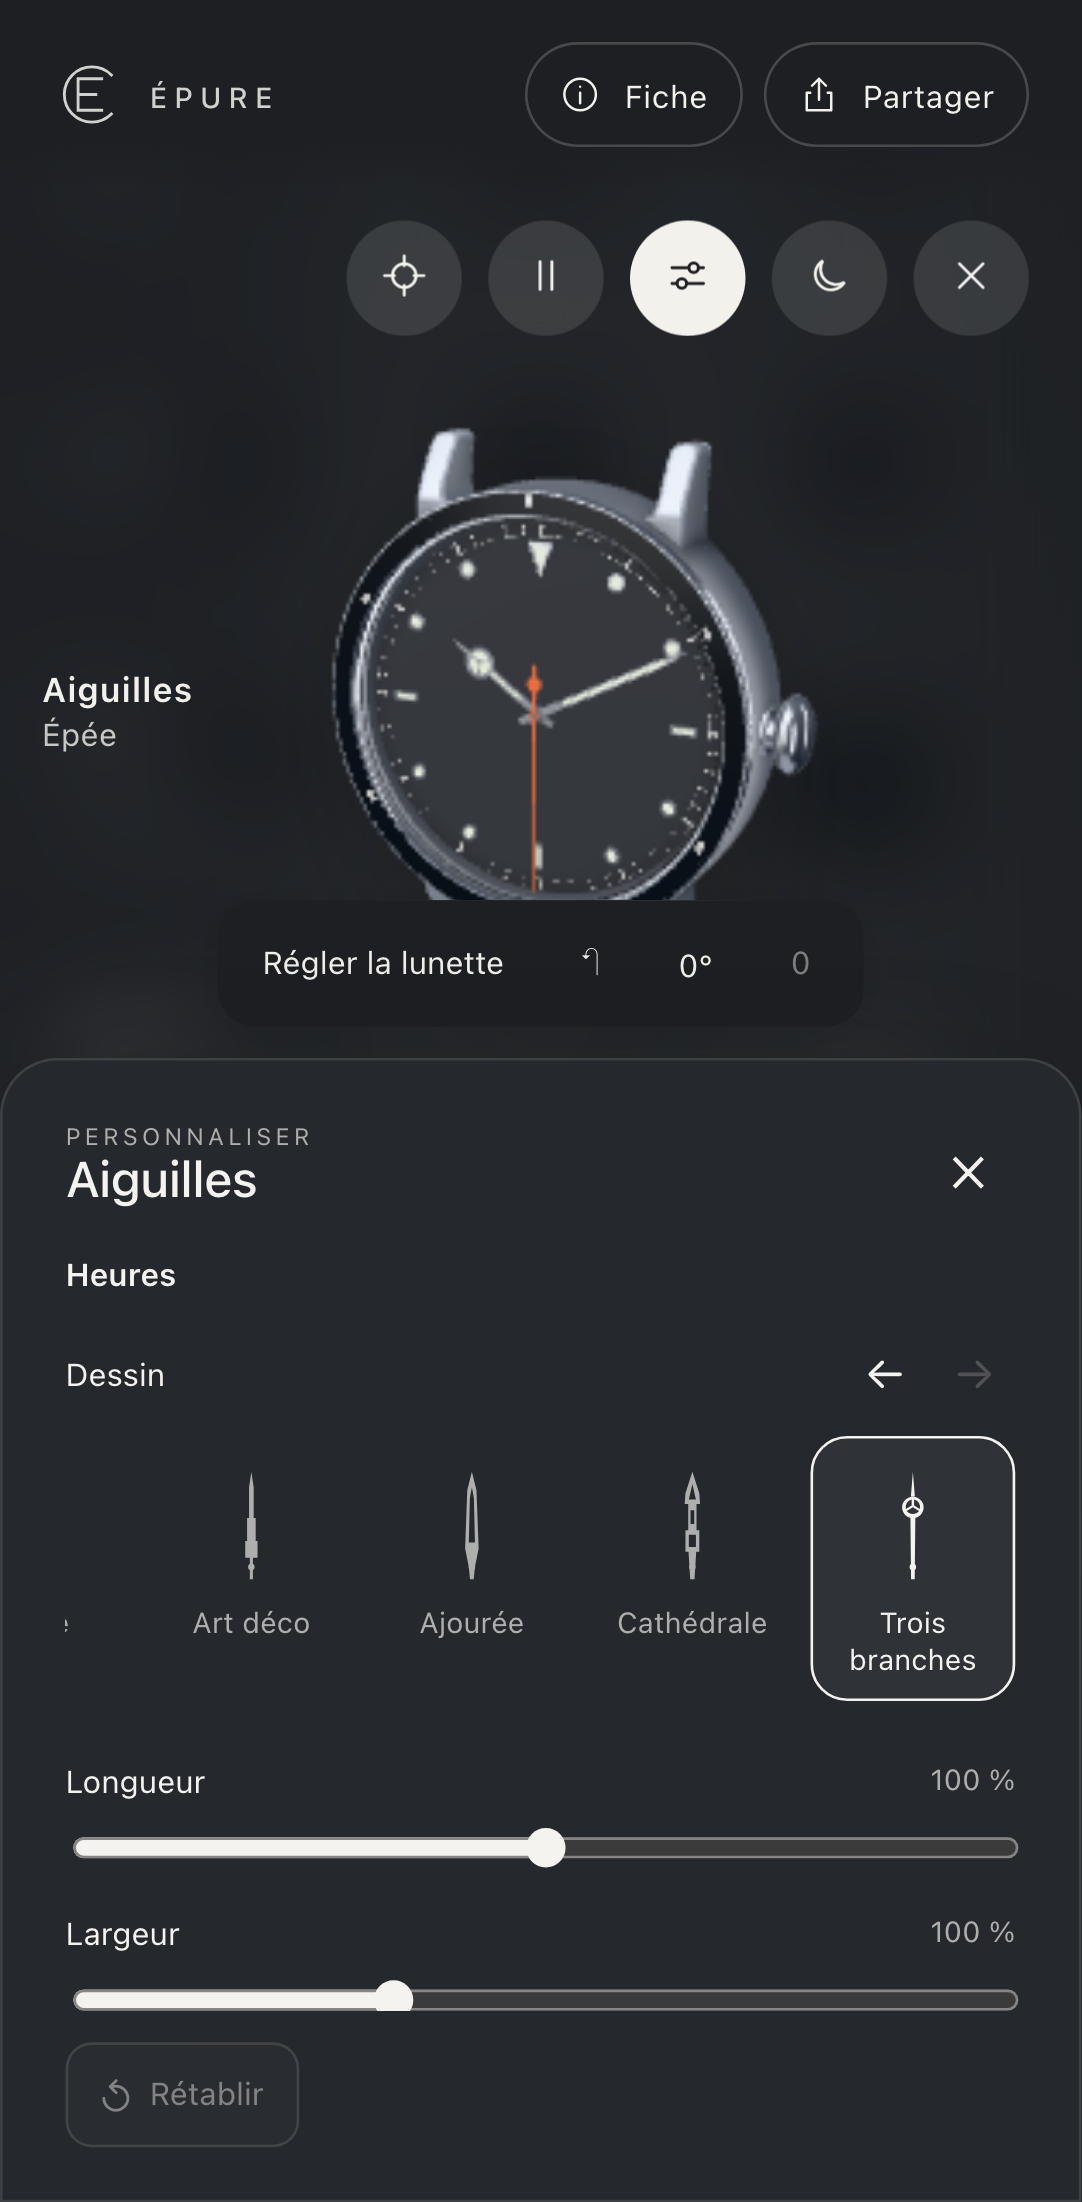 ÉPURE
Fiche
Partager
Aiguilles
Épée
Régler la lunette
0°
0
PERSONNALISER
Aiguilles
Heures
Dessin
Art déco
Ajourée
Cathédrale
Trois
branches
Longueur
100 %
Largeur
100 %
Rétablir